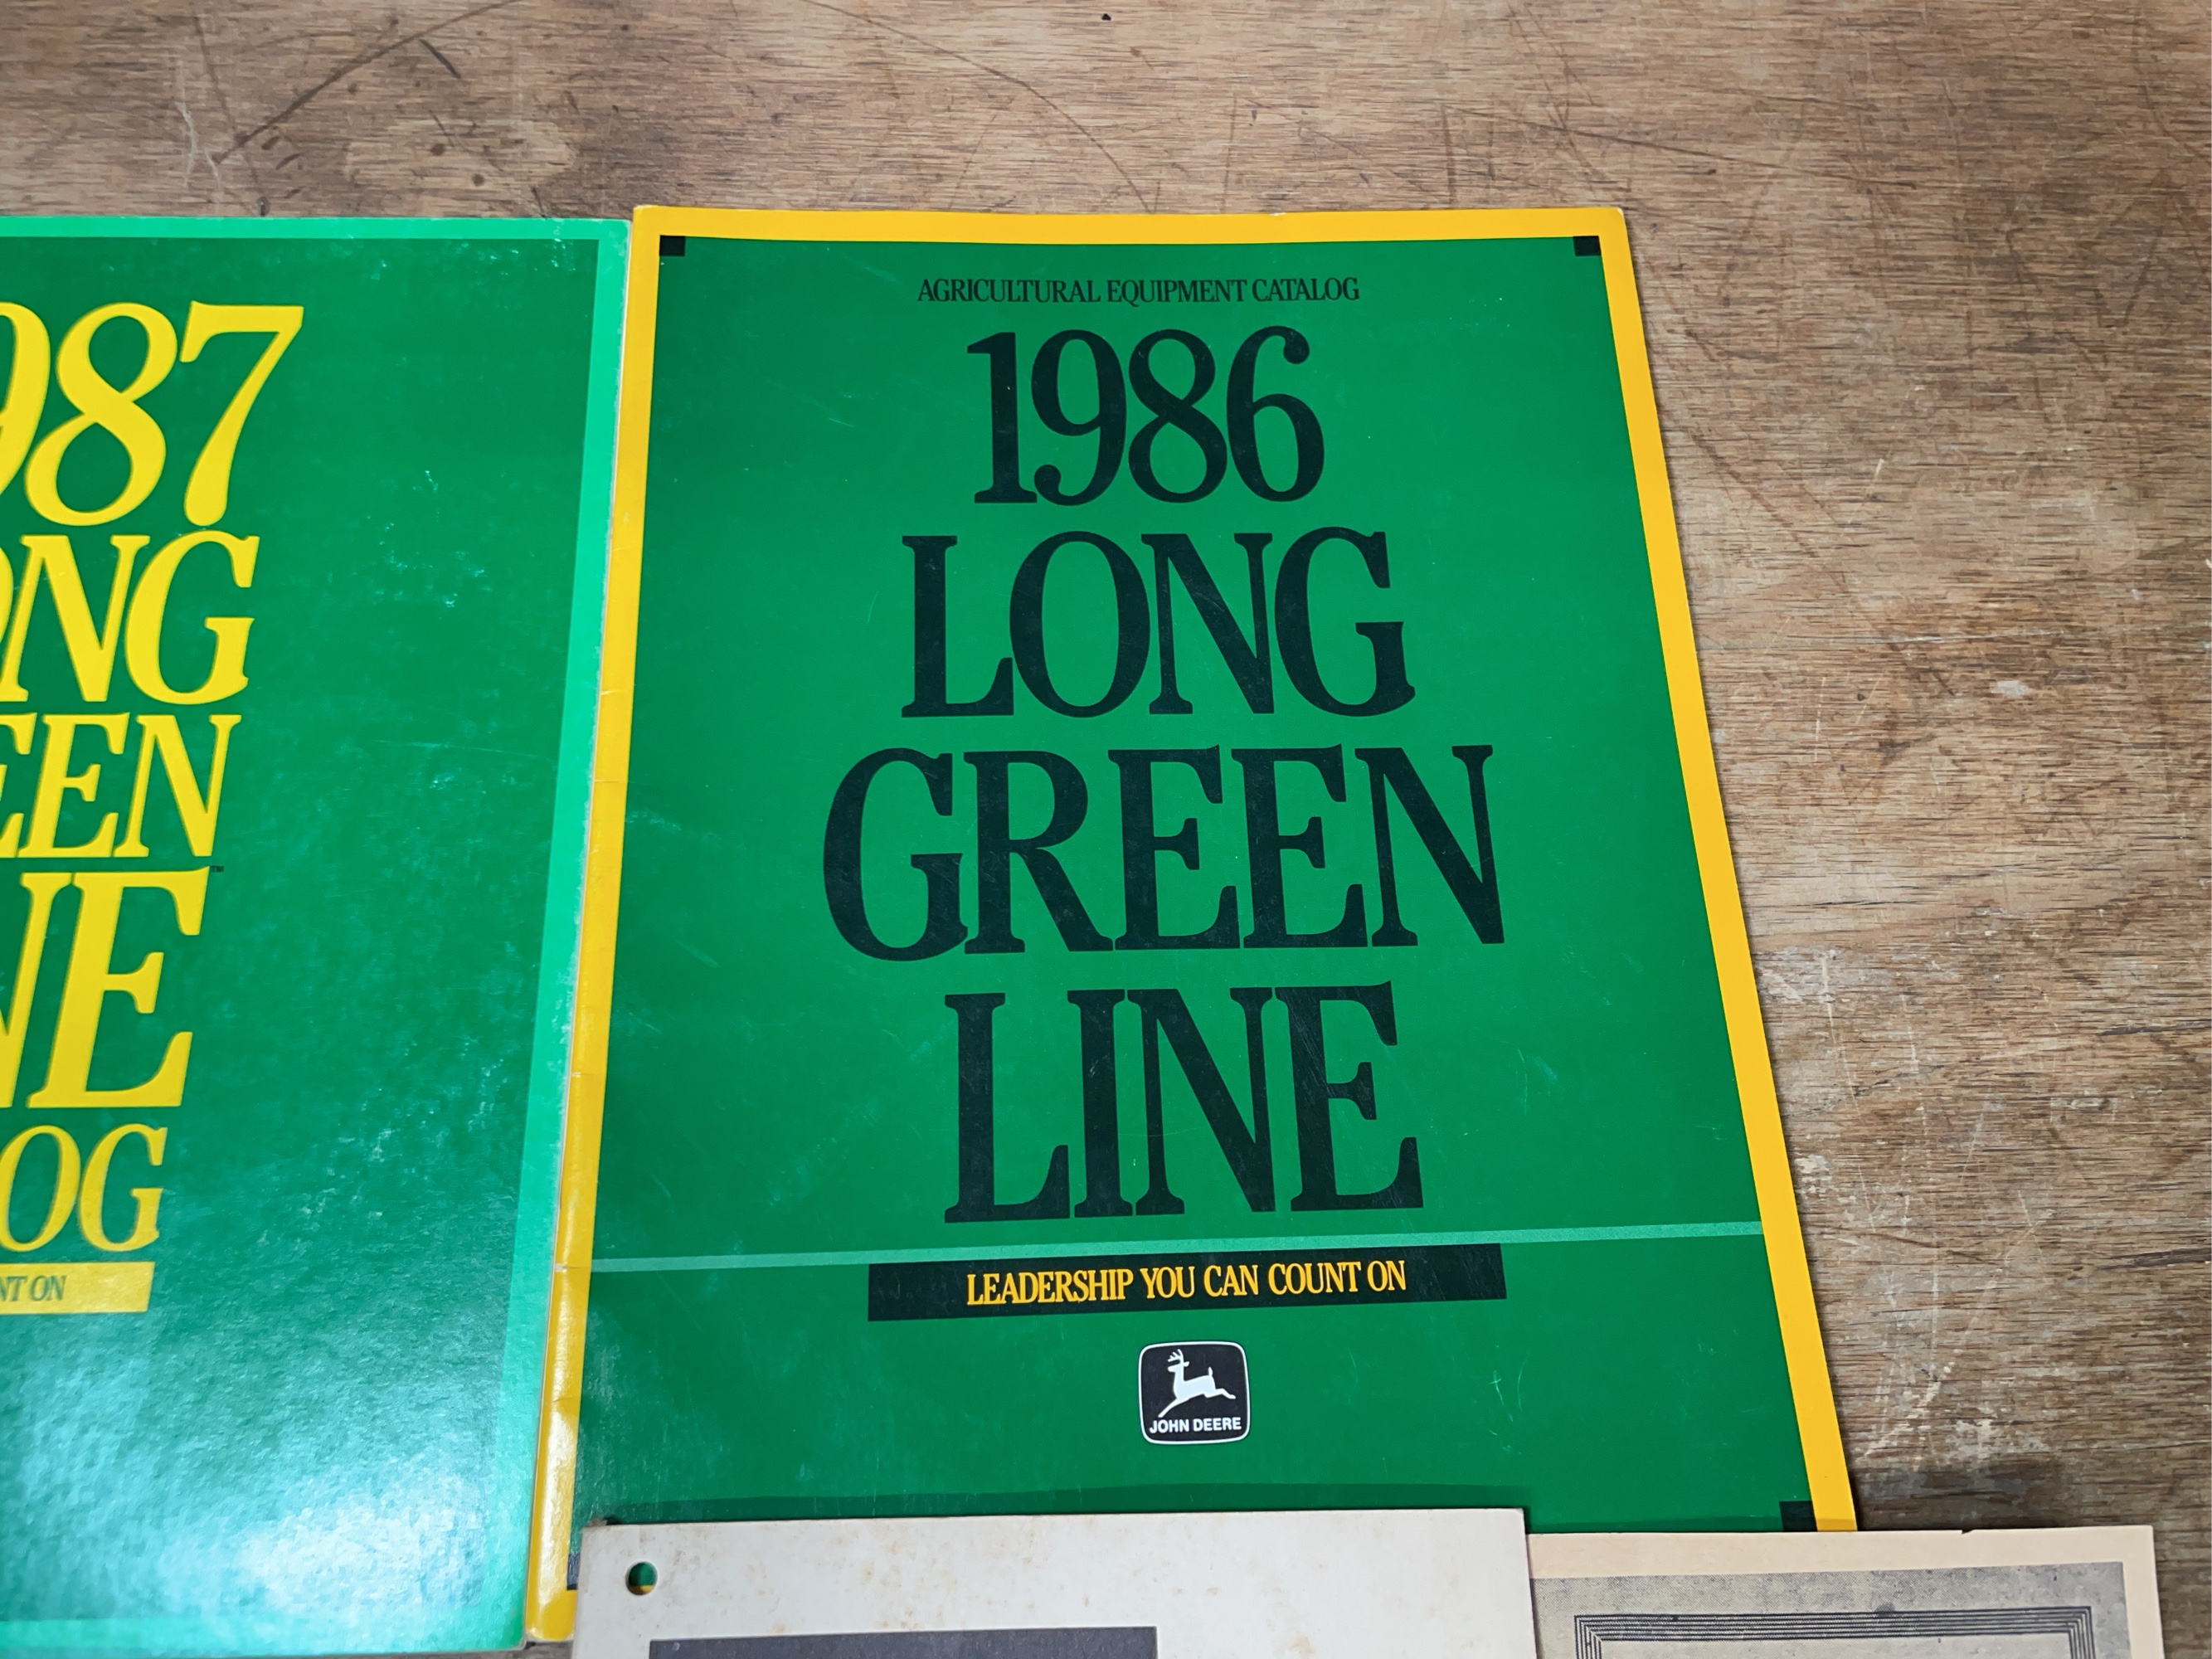 987
ONG
EEN
NE™
OG
NT ON
AGRICULTURAL EQUIPMENT CATALOG
1986
LONG
GREEN
LINE
LEADERSHIP YOU CAN COUNT ON
JOHN DEERE